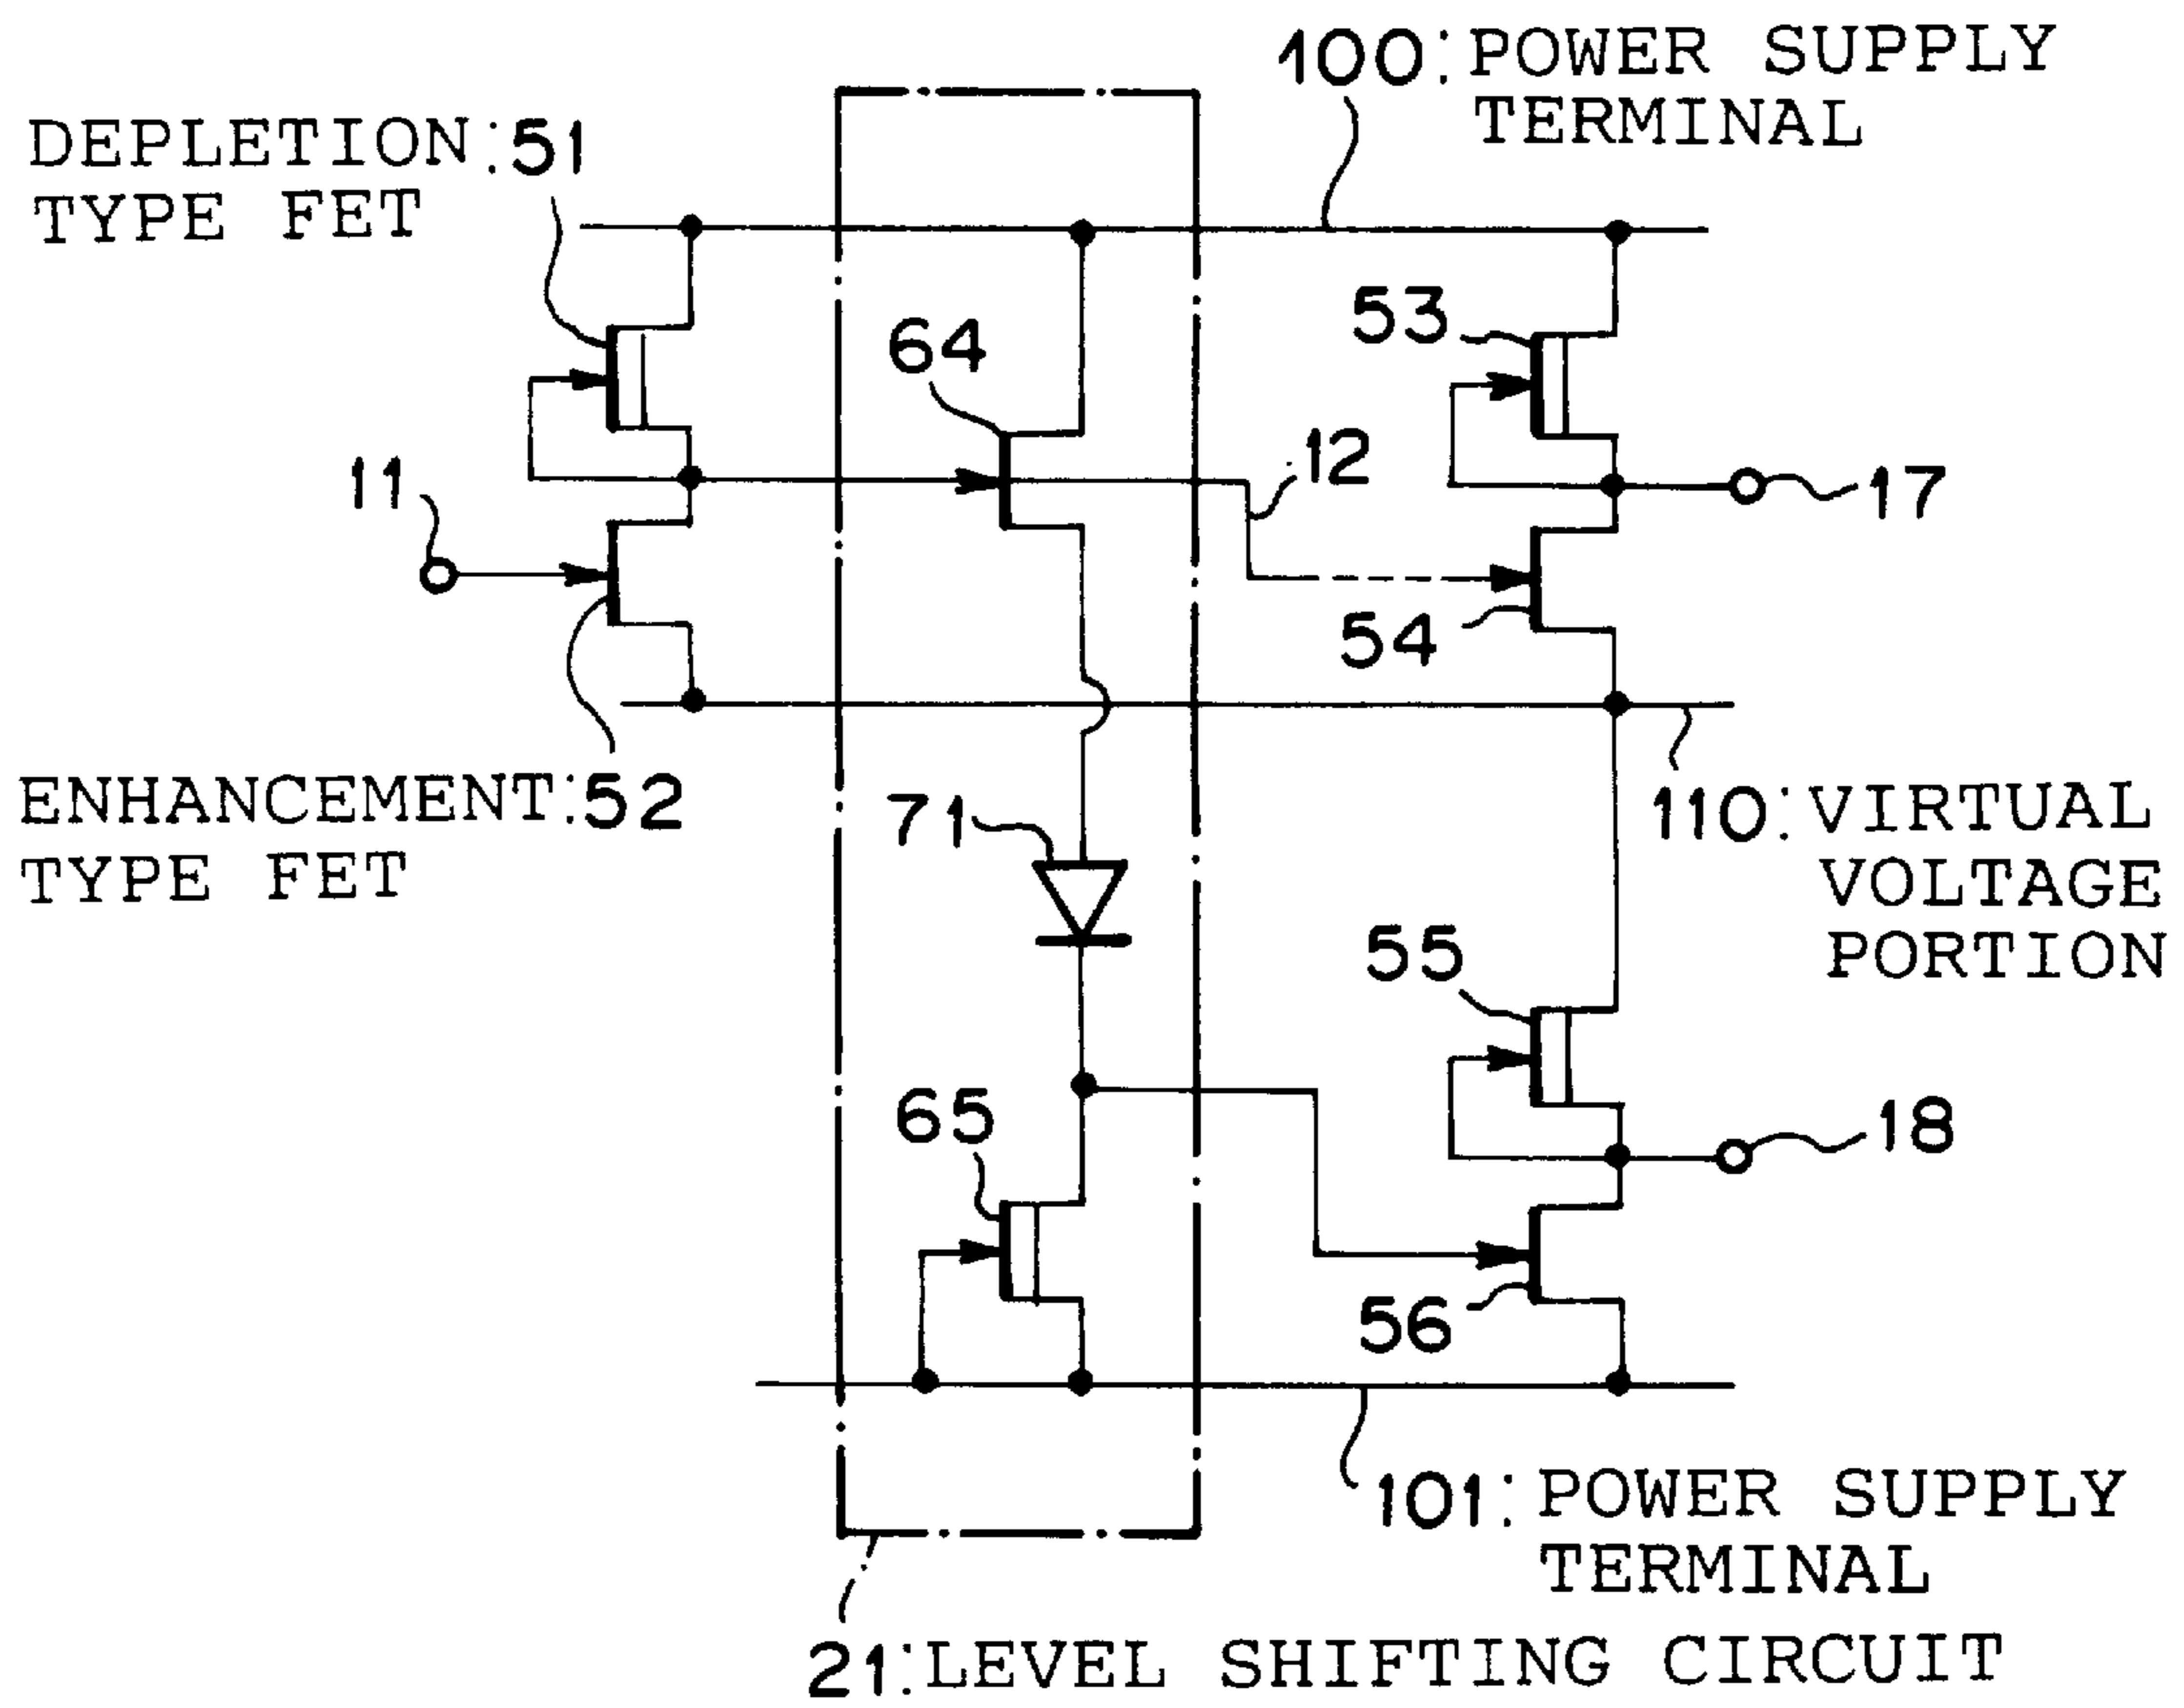 100: POWER SUPPLY
TERMINAL
DEPLETION: 51
TYPE FET
53
64
12
11
17
54
ENHANCEMENT: 52
TYPE FET
71
110: VIRTUAL
VOLTAGE
PORTION
55
65
18
56
101: POWER SUPPLY
TERMINAL
21: LEVEL SHIFTING CIRCUIT